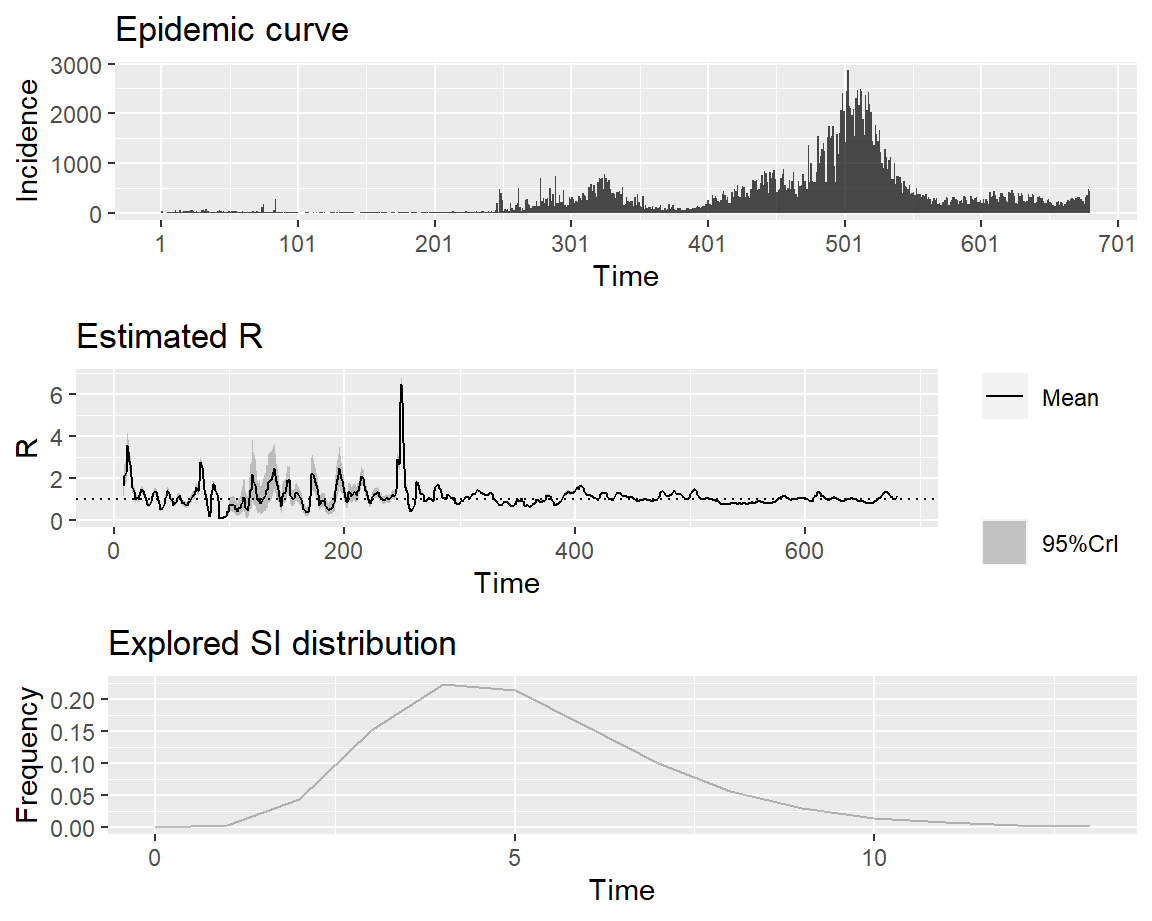 Epidemic curve
Incidence
3000
2000
1000
0
1 101 201 301 401 501 601 701
Time
Estimated R
R
6
4
2
0
0 200 400 600
Time
Mean
95%CrI
Explored SI distribution
Frequency
0.20
0.15
0.10
0.05
0.00
0 5 10
Time